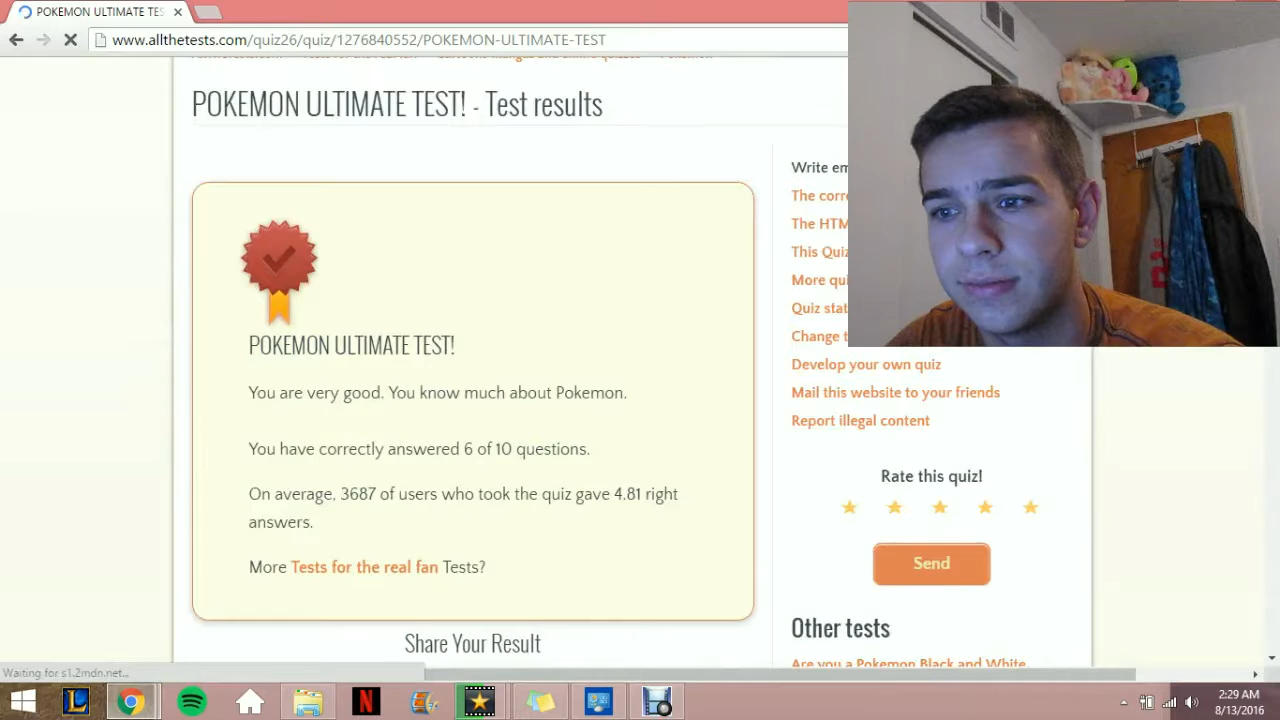 POKEMON ULTIMATE TES
www.allthetests.com/quiz26/quiz/1276840552/POKEMON-ULTIMATE-TEST
POKEMON ULTIMATE TEST! - Test results
POKEMON ULTIMATE TEST!
You are very good. You know much about Pokemon.
You have correctly answered 6 of 10 questions.
On average, 3687 of users who took the quiz gave 4.81 right
answers.
More Tests for the real fan Tests?
Share Your Result
Write em
The corre
The HTM
This Quiz
More qui
Quiz stat
Change t
Develop your own quiz
Mail this website to your friends
Report illegal content
Rate this quiz!
Send
Other tests
Are you a Pokemon Black and White
Waiting for s1.2mdn.net...
2:29 AM
8/13/2016